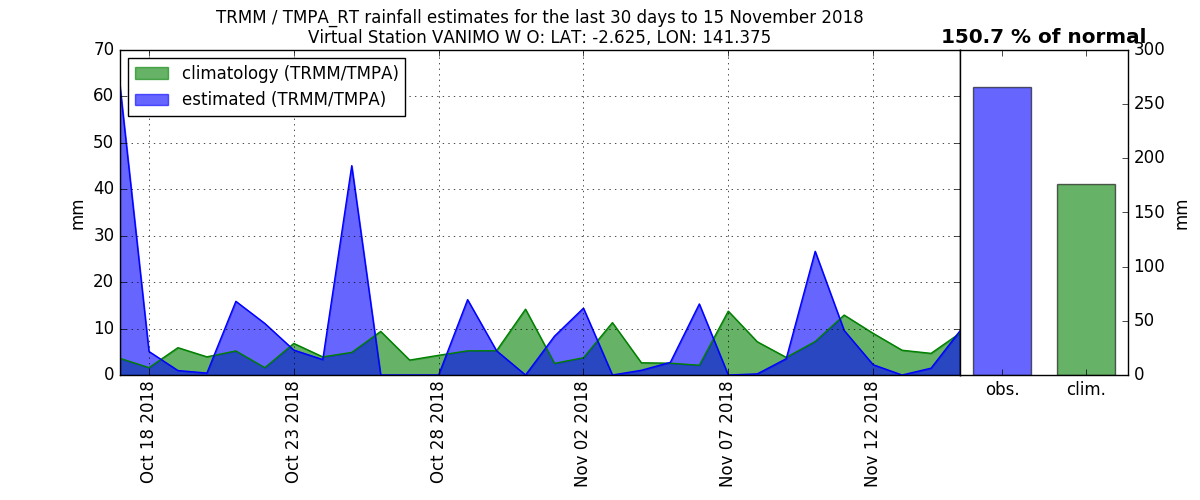 TRMM / TMPA_RT rainfall estimates for the last 30 days to 15 November 2018
Virtual Station VANIMO W O: LAT: -2.625, LON: 141.375
150.7 % of normal
climatology (TRMM/TMPA)
estimated (TRMM/TMPA)
70
60
50
40
30
20
10
0
mm
Oct 18 2018
Oct 23 2018
Oct 28 2018
Nov 02 2018
Nov 07 2018
Nov 12 2018
300
250
200
150
100
50
0
mm
obs.
clim.